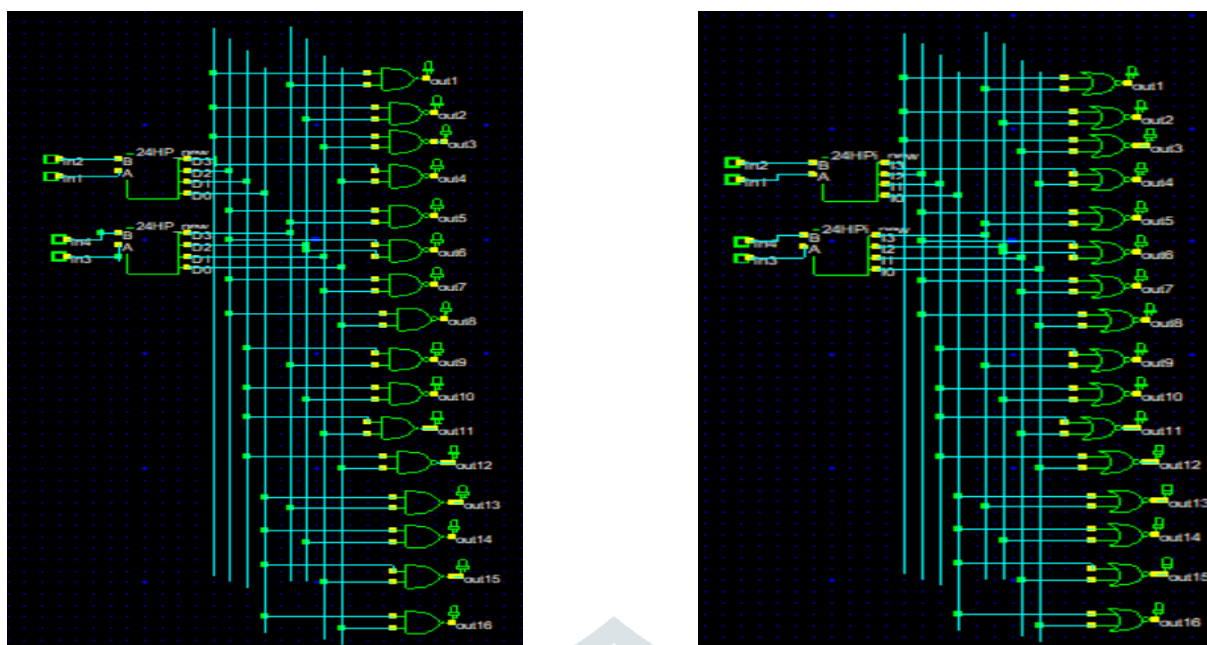 out1
out2
out3
24HP_new
in2
B
D3
in1
A
D2
D1
out4
D0
out5
24HP_new
B
D3
in4
A
D2
out6
in3
D1
D0
out7
out8
out9
out10
out11
out12
out13
out14
out15
out16
out1
out2
out3
24HPi_new
in2
B
I3
in1
A
I2
I1
out4
I0
out5
24HPi_new
B
I3
in4
A
I2
out6
in3
I1
I0
out7
out8
out9
out10
out11
out12
out13
out14
out15
out16